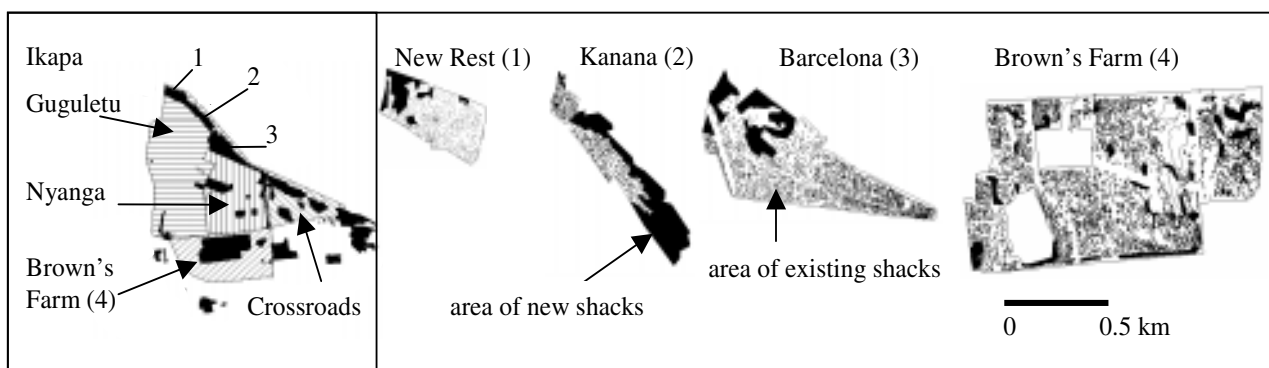 Ikapa
1
2
Guguletu
3
Nyanga
Brown's
Farm (4)
Crossroads
New Rest (1)
Kanana (2)
Barcelona (3)
Brown's Farm (4)
area of existing shacks
area of new shacks
0
0.5 km